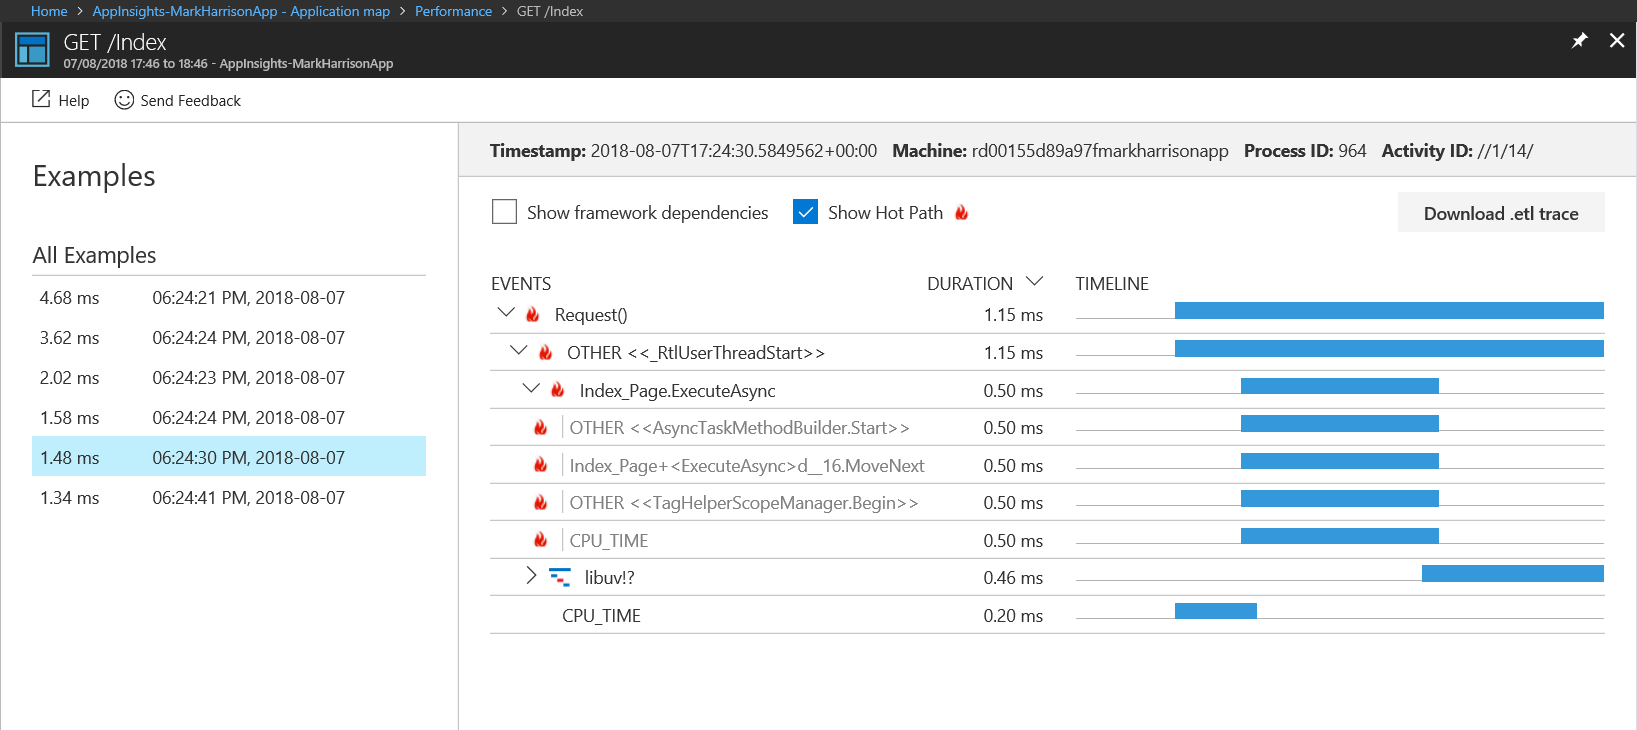 Home > AppInsights-MarkHarrisonApp - Application map > Performance > GET /Index
GET /Index
07/08/2018 17:46 to 18:46 - AppInsights-MarkHarrisonApp
Help Send Feedback
Examples
All Examples
4.68 ms 06:24:21 PM, 2018-08-07
3.62 ms 06:24:24 PM, 2018-08-07
2.02 ms 06:24:23 PM, 2018-08-07
1.58 ms 06:24:24 PM, 2018-08-07
1.48 ms 06:24:30 PM, 2018-08-07
1.34 ms 06:24:41 PM, 2018-08-07
Timestamp: 2018-08-07T17:24:30.5849562+00:00 Machine: rd00155d89a97fmarkharrisonapp Process ID: 964 Activity ID: //1/14/
Show framework dependencies Show Hot Path Download .etl trace
EVENTS DURATION TIMELINE
Request() 1.15 ms
OTHER <<_RtlUserThreadStart>> 1.15 ms
Index_Page.ExecuteAsync 0.50 ms
OTHER <<AsyncTaskMethodBuilder.Start>> 0.50 ms
Index_Page+<ExecuteAsync>d__16.MoveNext 0.50 ms
OTHER <<TagHelperScopeManager.Begin>> 0.50 ms
CPU_TIME 0.50 ms
libuv!? 0.46 ms
CPU_TIME 0.20 ms